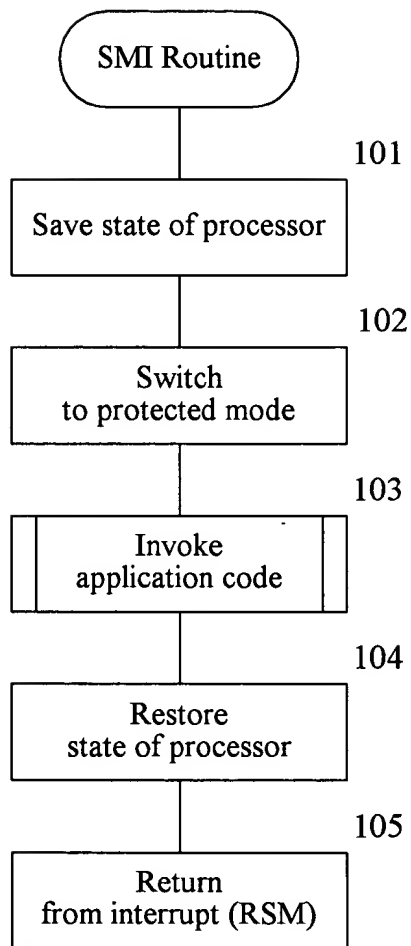 SMI Routine
101
Save state of processor
102
Switch
to protected mode
103
Invoke
application code
104
Restore
state of processor
105
Return
from interrupt (RSM)